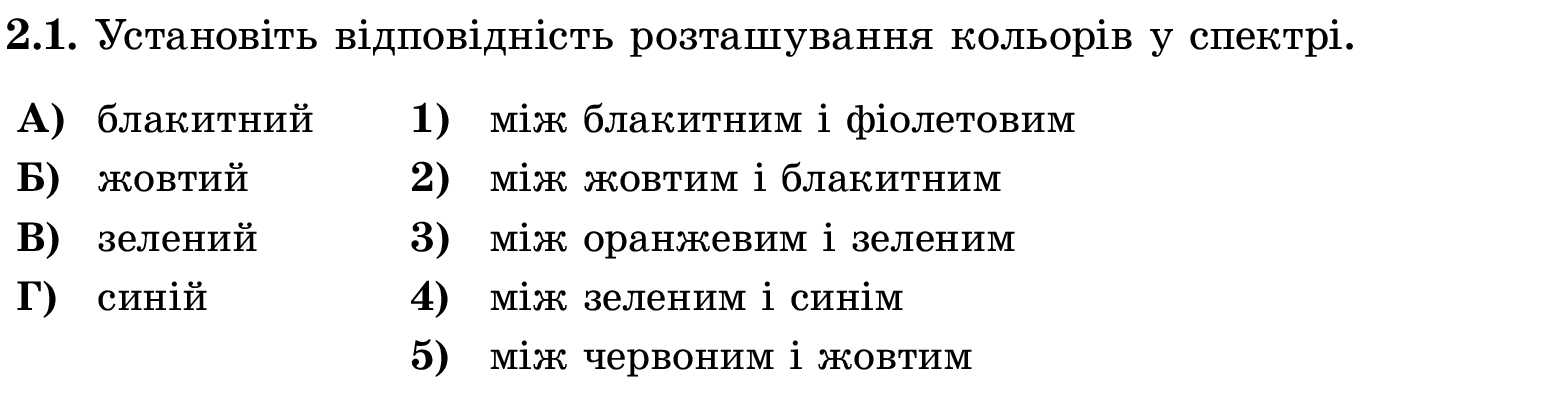 2.1. Установіть відповідність розташування кольорів у спектрі.
А) блакитний 1) між блакитним і фіолетовим
Б) жовтий 2) між жовтим і блакитним
В) зелений 3) між оранжевим і зеленим
Г) синій 4) між зеленим і синім
5) між червоним і жовтим